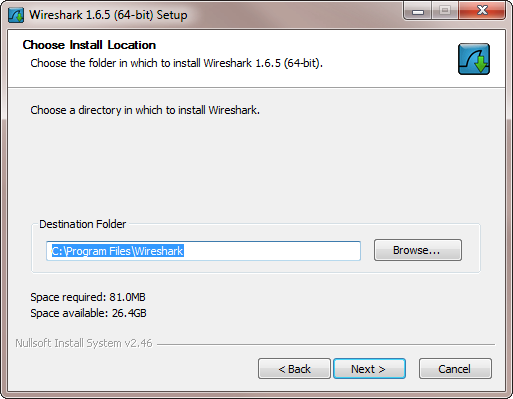 Wireshark 1.6.5 (64-bit) Setup
Choose Install Location
Choose the folder in which to install Wireshark 1.6.5 (64-bit).
Choose a directory in which to install Wireshark.
Destination Folder
C:\Program Files\Wireshark
Browse...
Space required: 81.0MB
Space available: 26.4GB
Nullsoft Install System v2.46
< Back
Next >
Cancel